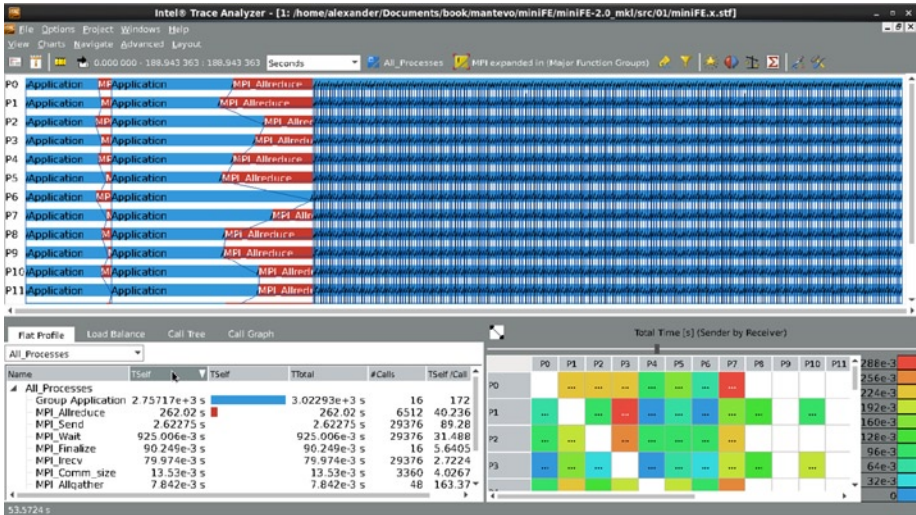 Intel® Trace Analyzer - [1: /home/alexander/Documents/book/mantevo/miniFE/miniFE-2.0_mkl/src/01/miniFE.x.stf]
File Options Project Windows Help
View Charts Navigate Advanced Layout
0.000 000 - 188.943 363 : 188.943 363 Seconds All_Processes MPI expanded in (Major Function Groups)
P0 Application MP Application MPI_Allreduce
P1 Application M Application MPI_Allreduce
P2 Application MP Application MPI_Allred
P3 Application M Application MPI_Allredu
P4 Application MP Application MPI_Allreduce
P5 Application Application MPI_Allreduce
P6 Application MP Application
P7 Application Application MPI_All
P8 Application M Application MPI_Allreduce
P9 Application Application MPI_Allreduce
P10 Application M Application MPI_Allred
P11 Application Application MPI_Allred
Flat Profile Load Balance Call Tree Call Graph
All_Processes
Name TSelf TSelf TTotal #Calls TSelf /Call
All_Processes
Group Application 2.75717e+3 s 3.02293e+3 s 16 172
MPI_Allreduce 262.02 s 262.02 s 6512 40.236
MPI_Send 2.62275 s 2.62275 s 29376 89.28
MPI_Wait 925.006e-3 s 925.006e-3 s 29376 31.488
MPI_Finalize 90.249e-3 s 90.249e-3 s 16 5.6405
MPI_Irecv 79.974e-3 s 79.974e-3 s 29376 2.7224
MPI_Comm_size 13.53e-3 s 13.53e-3 s 3360 4.0267
MPI_Allgather 7.842e-3 s 7.842e-3 s 48 163.37
Total Time [s] (Sender by Receiver)
P0 P1 P2 P3 P4 P5 P6 P7 P8 P9 P10 P11
P0
P1
P2
P3
288e-3
256e-3
224e-3
192e-3
160e-3
128e-3
96e-3
64e-3
32e-3
0
53.5724 s